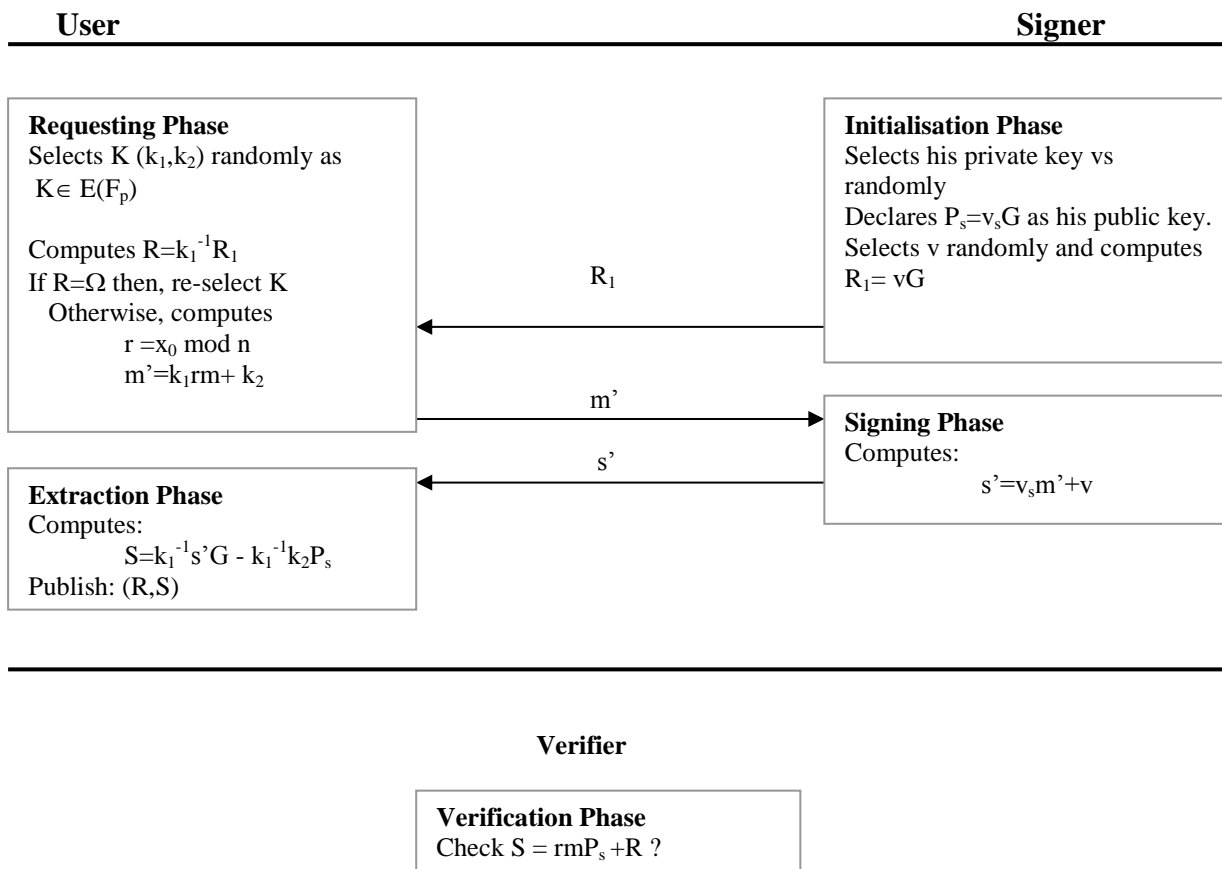 User
Signer
Requesting Phase
Selects K (k₁,k₂) randomly as
K∈ E(Fₚ)
Computes R=k₁⁻¹R₁
If R=Ω then, re-select K
Otherwise, computes
r =x₀ mod n
m’=k₁rm+ k₂
Initialisation Phase
Selects his private key vs
randomly
Declares Pₛ=vₛG as his public key.
Selects v randomly and computes
R₁= vG
R₁
m’
Signing Phase
Computes:
s’=vₛm’+v
s’
Extraction Phase
Computes:
S=k₁⁻¹s’G - k₁⁻¹k₂Pₛ
Publish: (R,S)
Verifier
Verification Phase
Check S = rmPₛ +R ?